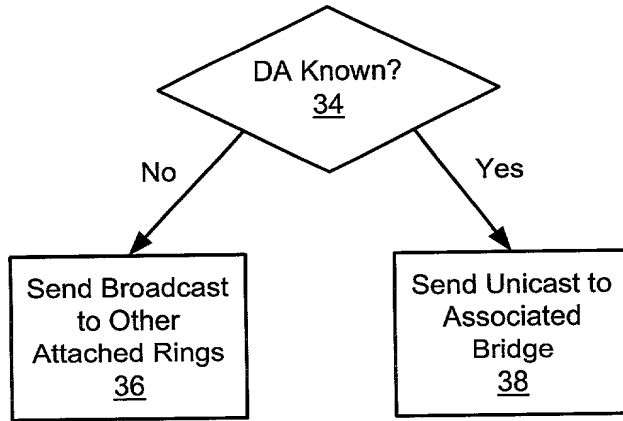 DA Known?
34
No
Yes
Send Broadcast
to Other
Attached Rings
36
Send Unicast to
Associated
Bridge
38